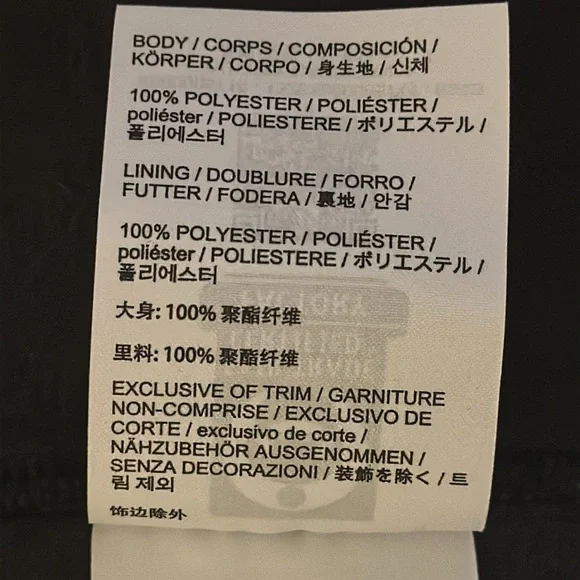 BODY / CORPS / COMPOSICIÓN /
KÖRPER / CORPO / 身生地 / 신체
100% POLYESTER / POLIÉSTER /
poliéster / POLIESTERE / ポリエステル /
폴리에스터
LINING / DOUBLURE / FORRO /
FUTTER / FODERA / 裏地 / 안감
100% POLYESTER / POLIÉSTER /
poliéster / POLIESTERE / ポリエステル /
폴리에스터
大身: 100% 聚酯纤维
里料: 100% 聚酯纤维
EXCLUSIVE OF TRIM / GARNITURE
NON-COMPRISE / EXCLUSIVO DE
CORTE / exclusivo de corte /
NÄHZUBEHÖR AUSGENOMMEN /
SENZA DECORAZIONI / 装飾を除く / 트
림 제외
饰边除外